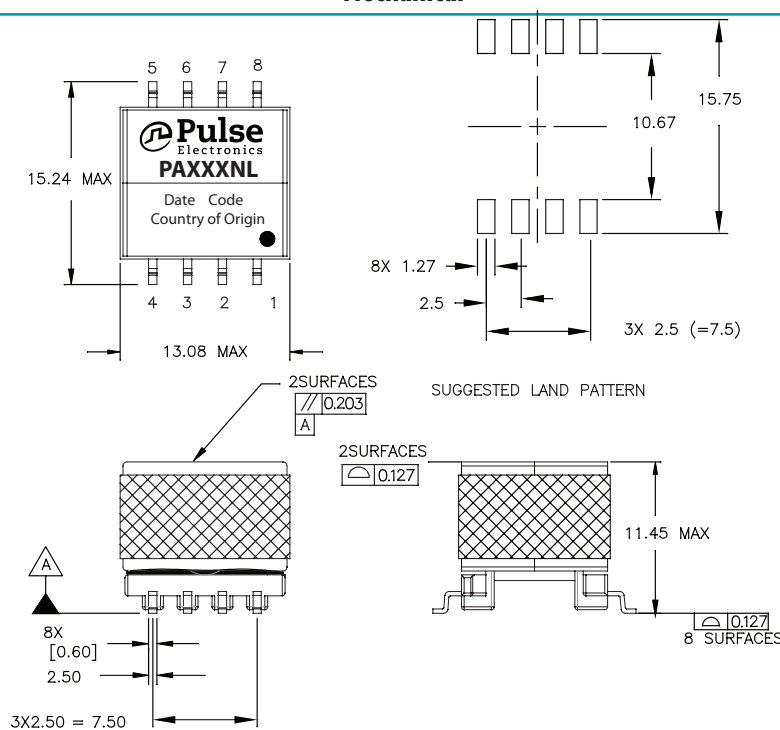 5 6 7 8
15.24 MAX
Pulse
Electronics
PAXXXNL
Date Code
Country of Origin
4 3 2 1
13.08 MAX
15.75
10.67
8X 1.27
2.5
3X 2.5 (=7.5)
SUGGESTED LAND PATTERN
2SURFACES
// 0.203
A
2SURFACES
0.127
11.45 MAX
A
0.127
8 SURFACES
8X
[0.60]
2.50
3X2.50 = 7.50